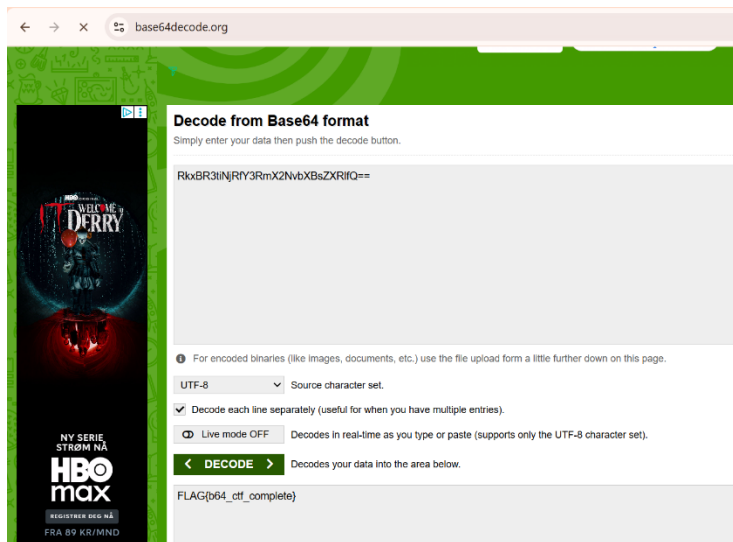 base64decode.org
Decode from Base64 format
Simply enter your data then push the decode button.
RkxBR3tiNjRfY3RmX2NvbXBsZXRlfQ==
For encoded binaries (like images, documents, etc.) use the file upload form a little further down on this page.
UTF-8 Source character set.
Decode each line separately (useful for when you have multiple entries).
Live mode OFF Decodes in real-time as you type or paste (supports only the UTF-8 character set).
< DECODE > Decodes your data into the area below.
FLAG{b64_ctf_complete}
HBO
IT
WELCOME
DERRY
NY SERIE
STRØM NÅ
HBO
max
REGISTRER DEG NÅ
FRA 89 KR/MND